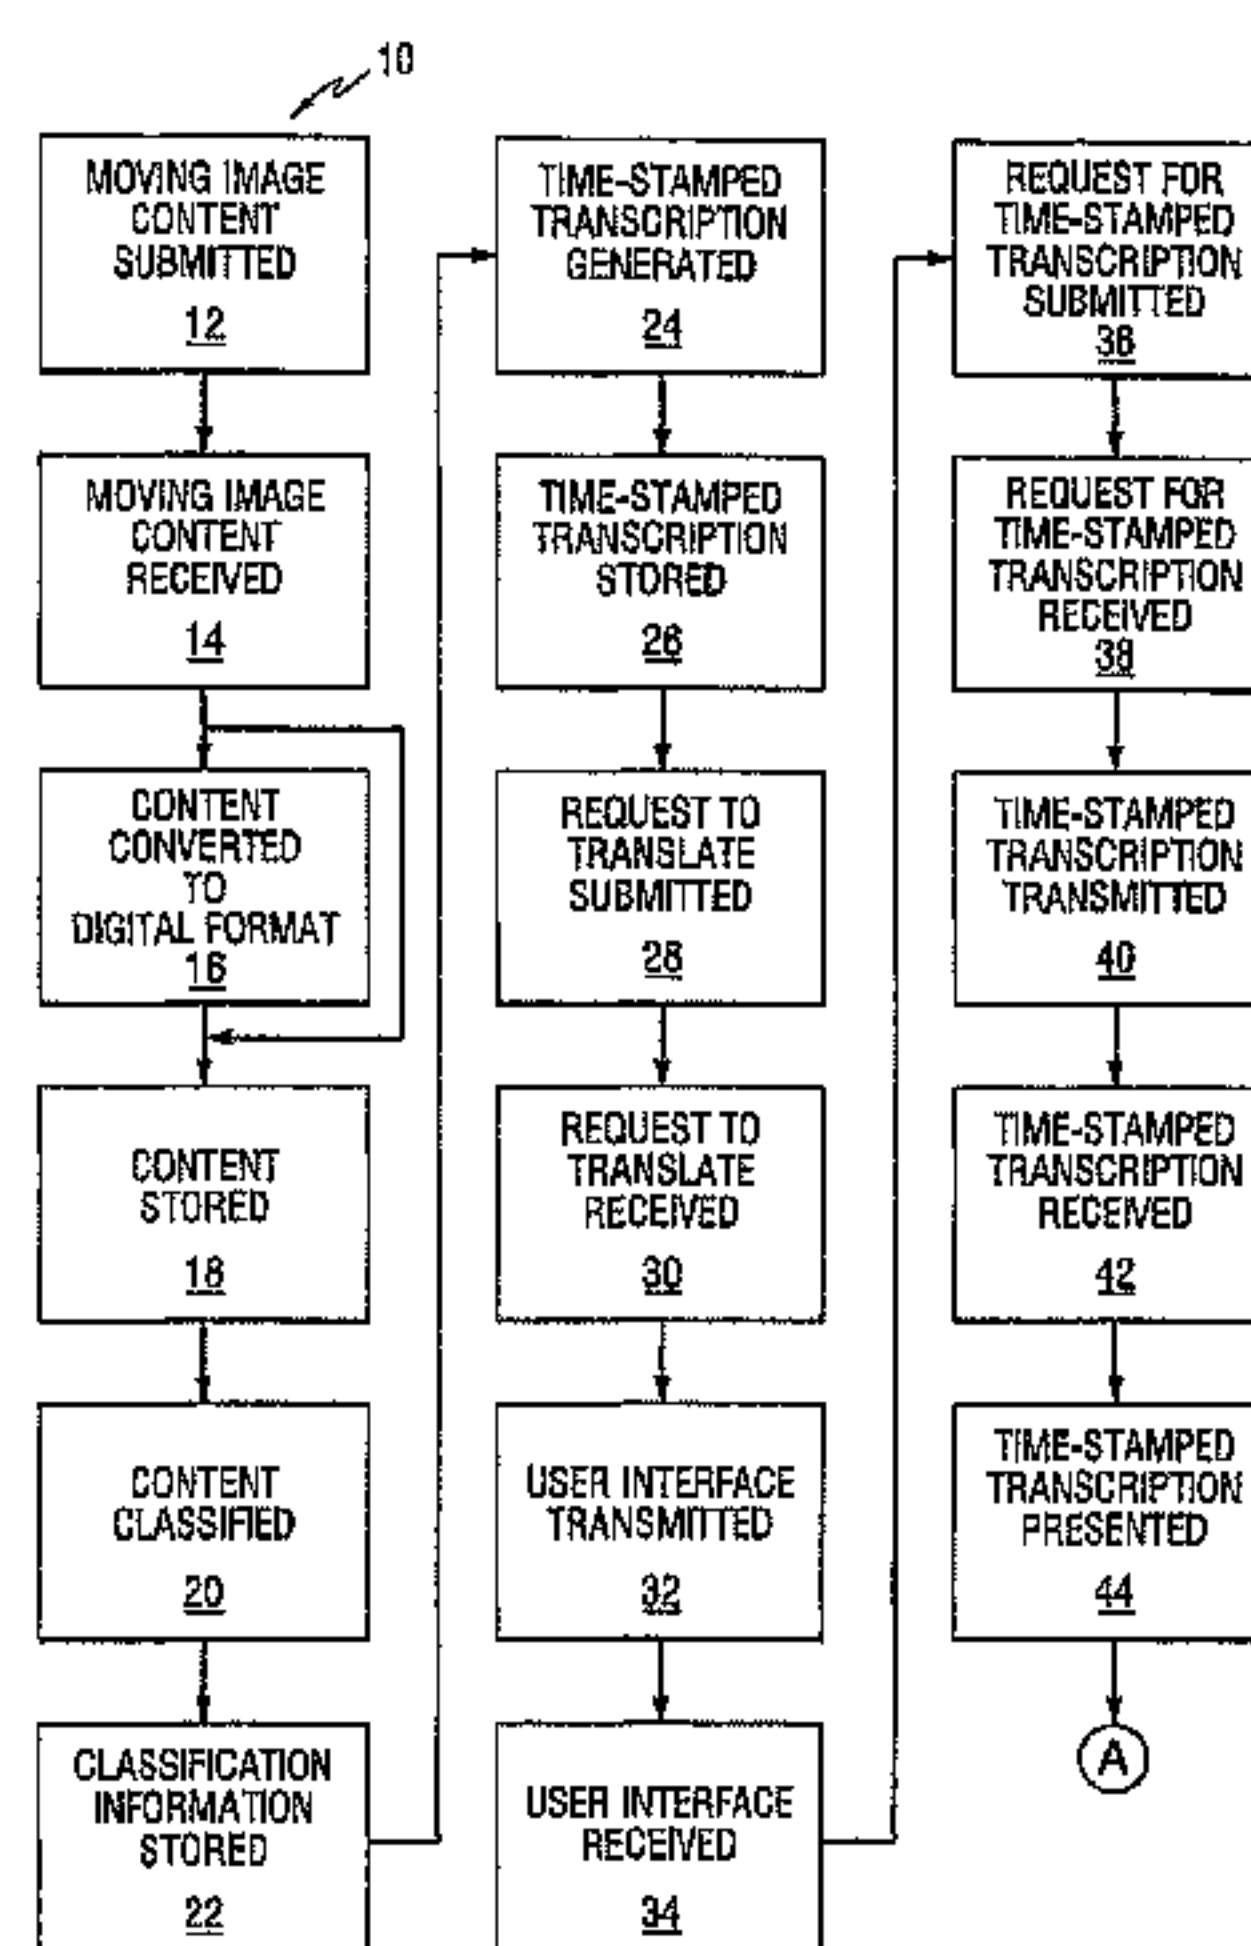 10
MOVING IMAGE
CONTENT
SUBMITTED
12
MOVING IMAGE
CONTENT
RECEIVED
14
CONTENT
CONVERTED
TO
DIGITAL FORMAT
16
CONTENT
STORED
18
CONTENT
CLASSIFIED
20
CLASSIFICATION
INFORMATION
STORED
22
TIME-STAMPED
TRANSCRIPTION
GENERATED
24
TIME-STAMPED
TRANSCRIPTION
STORED
26
REQUEST TO
TRANSLATE
SUBMITTED
28
REQUEST TO
TRANSLATE
RECEIVED
30
USER INTERFACE
TRANSMITTED
32
USER INTERFACE
RECEIVED
34
REQUEST FOR
TIME-STAMPED
TRANSCRIPTION
SUBMITTED
36
REQUEST FOR
TIME-STAMPED
TRANSCRIPTION
RECEIVED
38
TIME-STAMPED
TRANSCRIPTION
TRANSMITTED
40
TIME-STAMPED
TRANSCRIPTION
RECEIVED
42
TIME-STAMPED
TRANSCRIPTION
PRESENTED
44
A